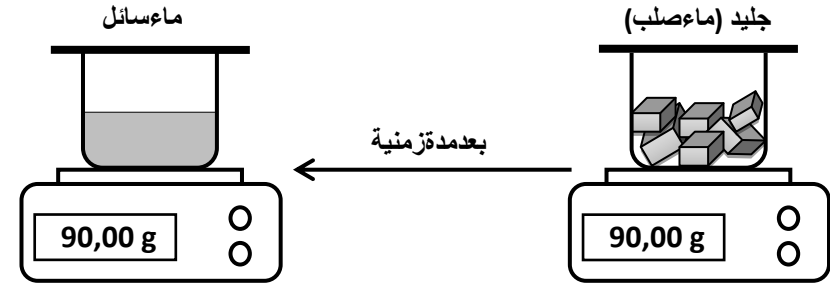 جليد (ماءصلب)
ماءسائل
بعدمدةزمنية
90,00 g
90,00 g